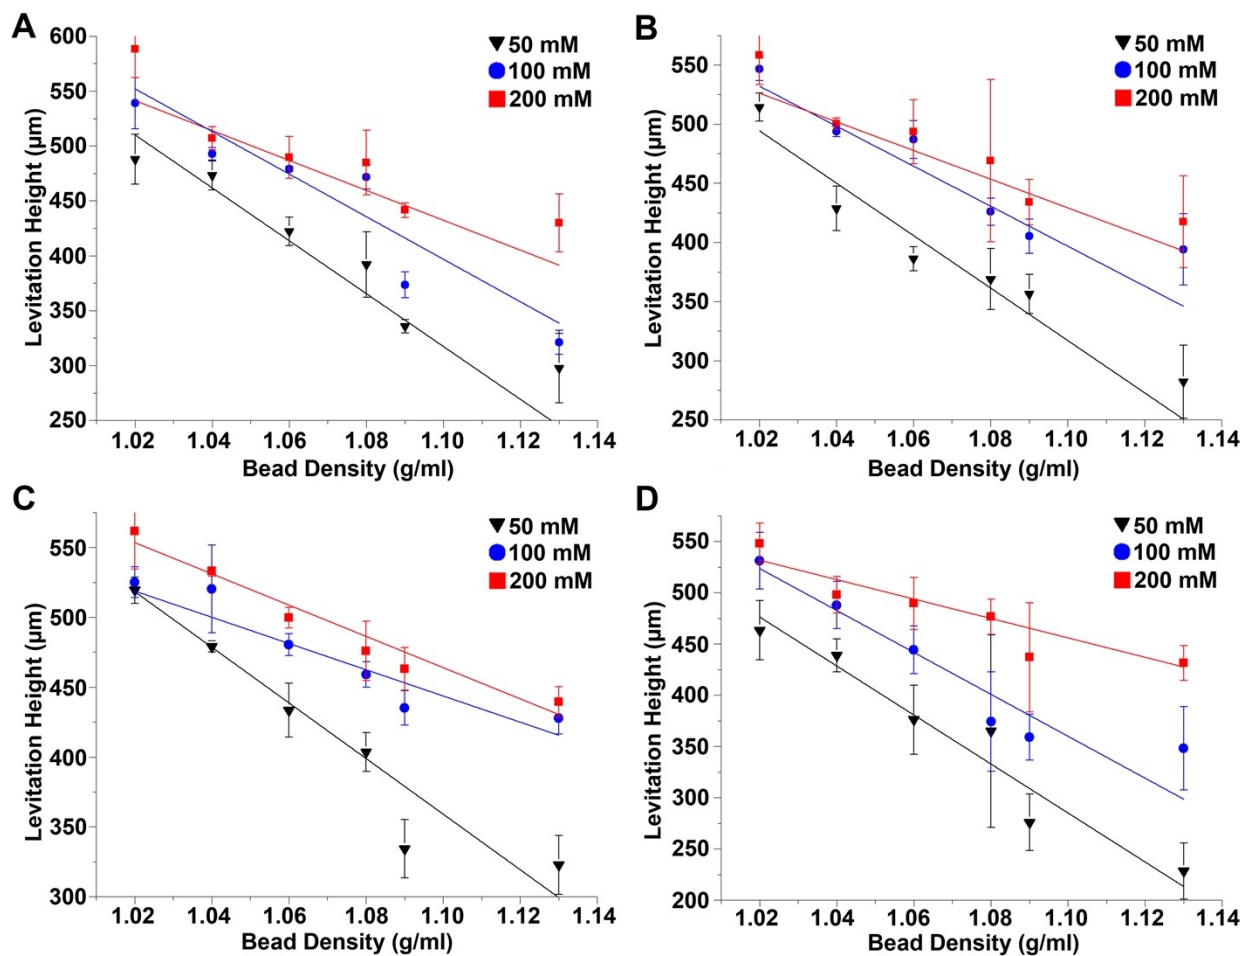 A
Levitation Height (µm)
600
550
500
450
400
350
300
250
50 mM
100 mM
200 mM
1.02 1.04 1.06 1.08 1.10 1.12 1.14
Bead Density (g/ml)
B
Levitation Height (µm)
550
500
450
400
350
300
250
50 mM
100 mM
200 mM
1.02 1.04 1.06 1.08 1.10 1.12 1.14
Bead Density (g/ml)
C
Levitation Height (µm)
550
500
450
400
350
300
50 mM
100 mM
200 mM
1.02 1.04 1.06 1.08 1.10 1.12 1.14
Bead Density (g/ml)
D
Levitation Height (µm)
550
500
450
400
350
300
250
200
50 mM
100 mM
200 mM
1.02 1.04 1.06 1.08 1.10 1.12 1.14
Bead Density (g/ml)